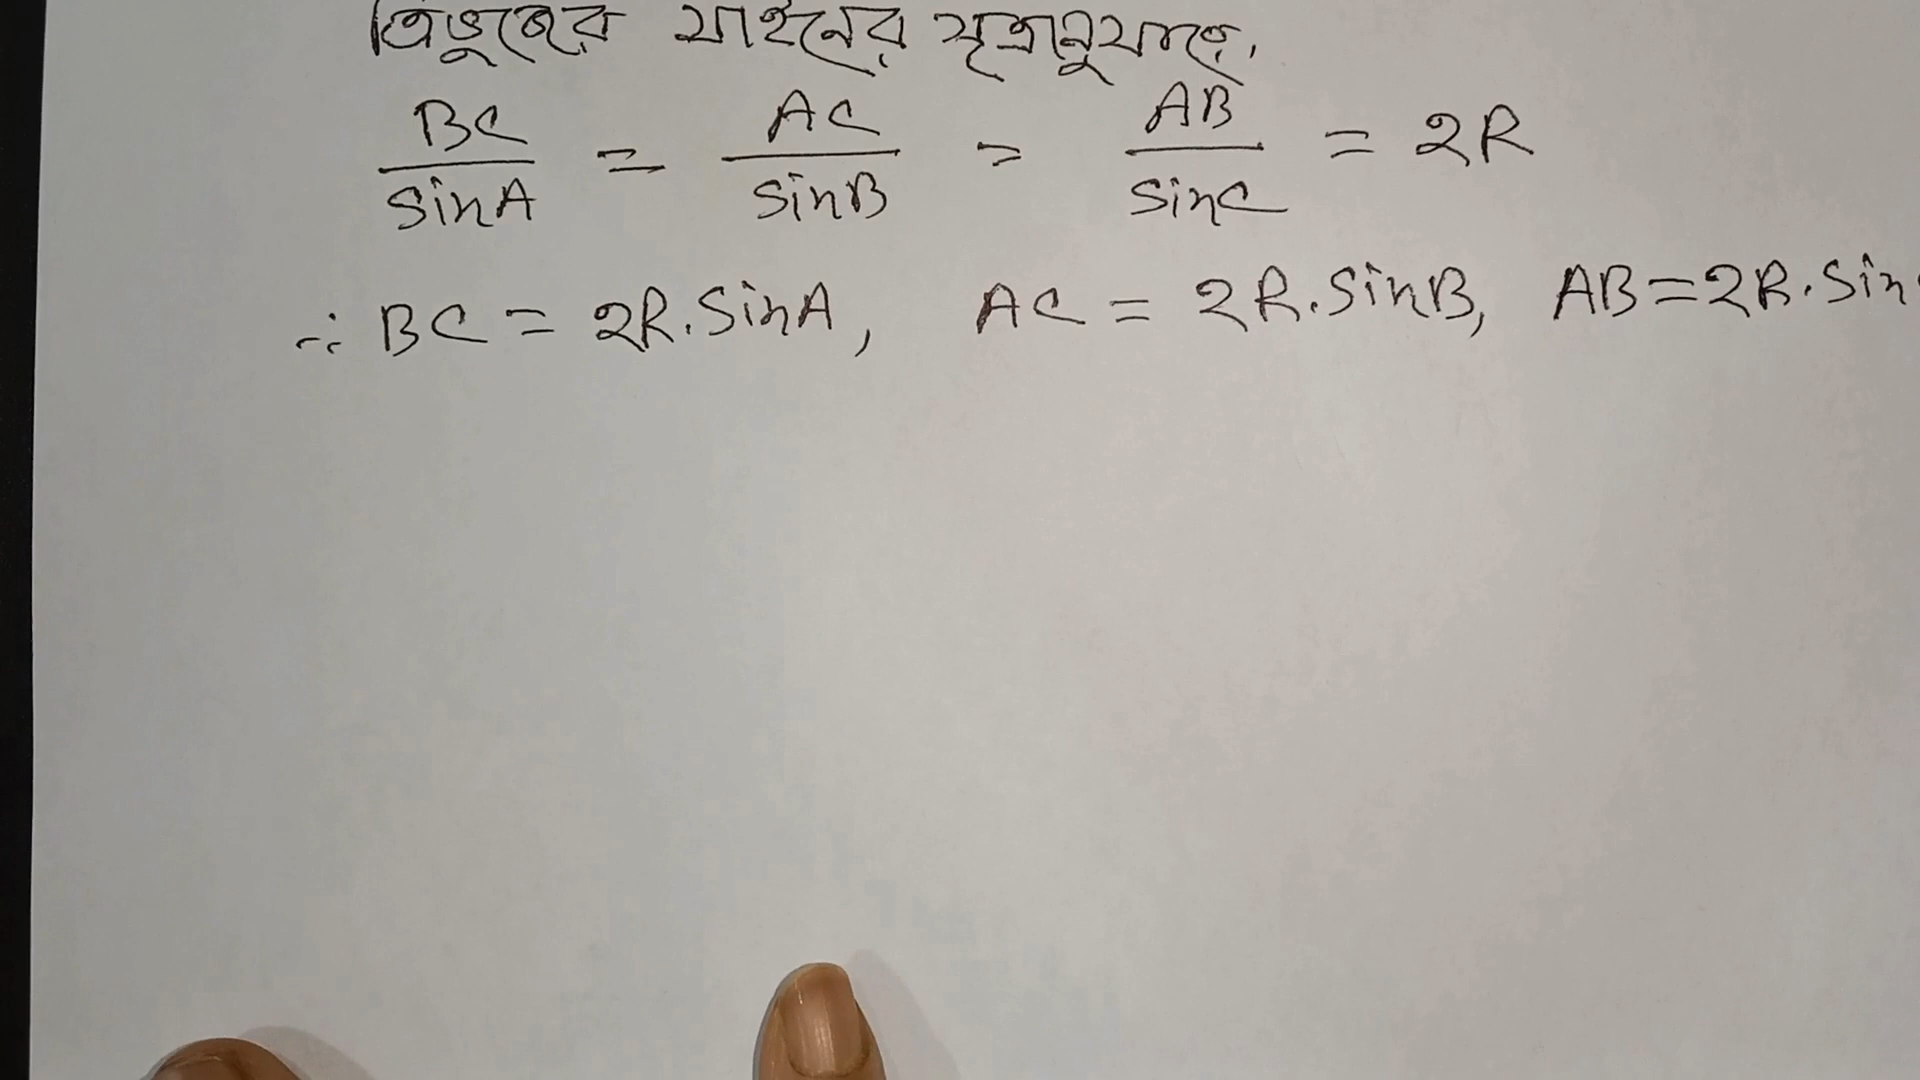 ত্রিভুজের সাইনের সূত্রানুসারে,
BC/sinA = AC/sinB = AB/sinC = 2R
∴ BC = 2R.SinA, AC = 2R.SinB, AB=2R.Sin